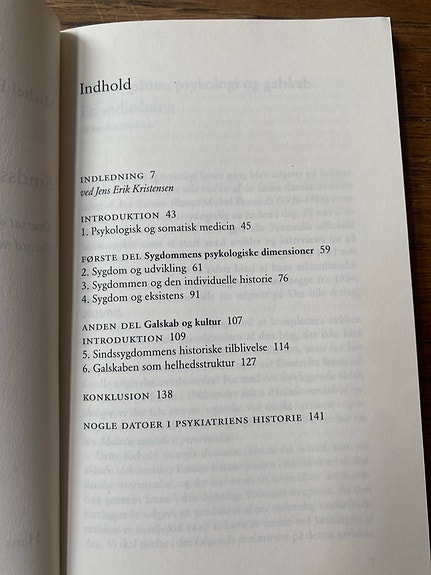 Indhold
INDLEDNING 7
ved Jens Erik Kristensen
INTRODUKTION 43
1. Psykologisk og somatisk medicin 45
FØRSTE DEL Sygdommens psykologiske dimensioner 59
2. Sygdom og udvikling 61
3. Sygdommen og den individuelle historie 76
4. Sygdom og eksistens 91
ANDEN DEL Galskab og kultur 107
INTRODUKTION 109
5. Sindssygdommens historiske tilblivelse 114
6. Galskaben som helhedsstruktur 127
KONKLUSION 138
NOGLE DATOER I PSYKIATRIENS HISTORIE 141